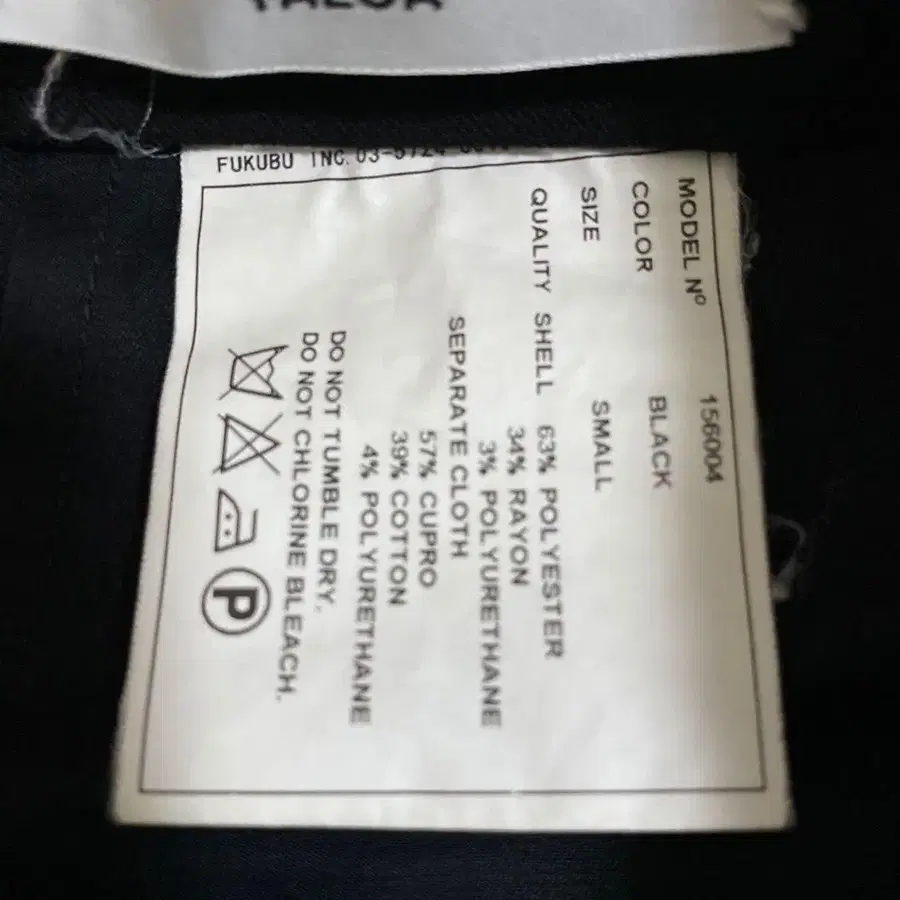 FUKUBU INC.
MODEL Nº 156004
COLOR BLACK
SIZE SMALL
QUALITY SHELL 63% POLYESTER
34% RAYON
3% POLYURETHANE
SEPARATE CLOTH
57% CUPRO
39% COTTON
4% POLYURETHANE
DO NOT TUMBLE DRY.
DO NOT CHLORINE BLEACH.
P